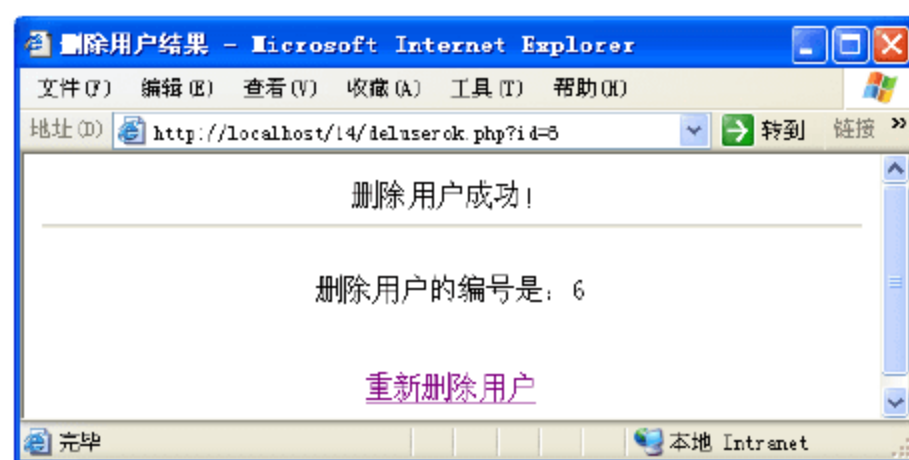 删除用户结果 - Microsoft Internet Explorer
文件(F) 编辑(E) 查看(V) 收藏(A) 工具(T) 帮助(H)
地址(D) http://localhost/14/deluserok.php?id=6 转到 链接 »
删除用户成功!
删除用户的编号是：6
重新删除用户
完毕 本地 Intranet